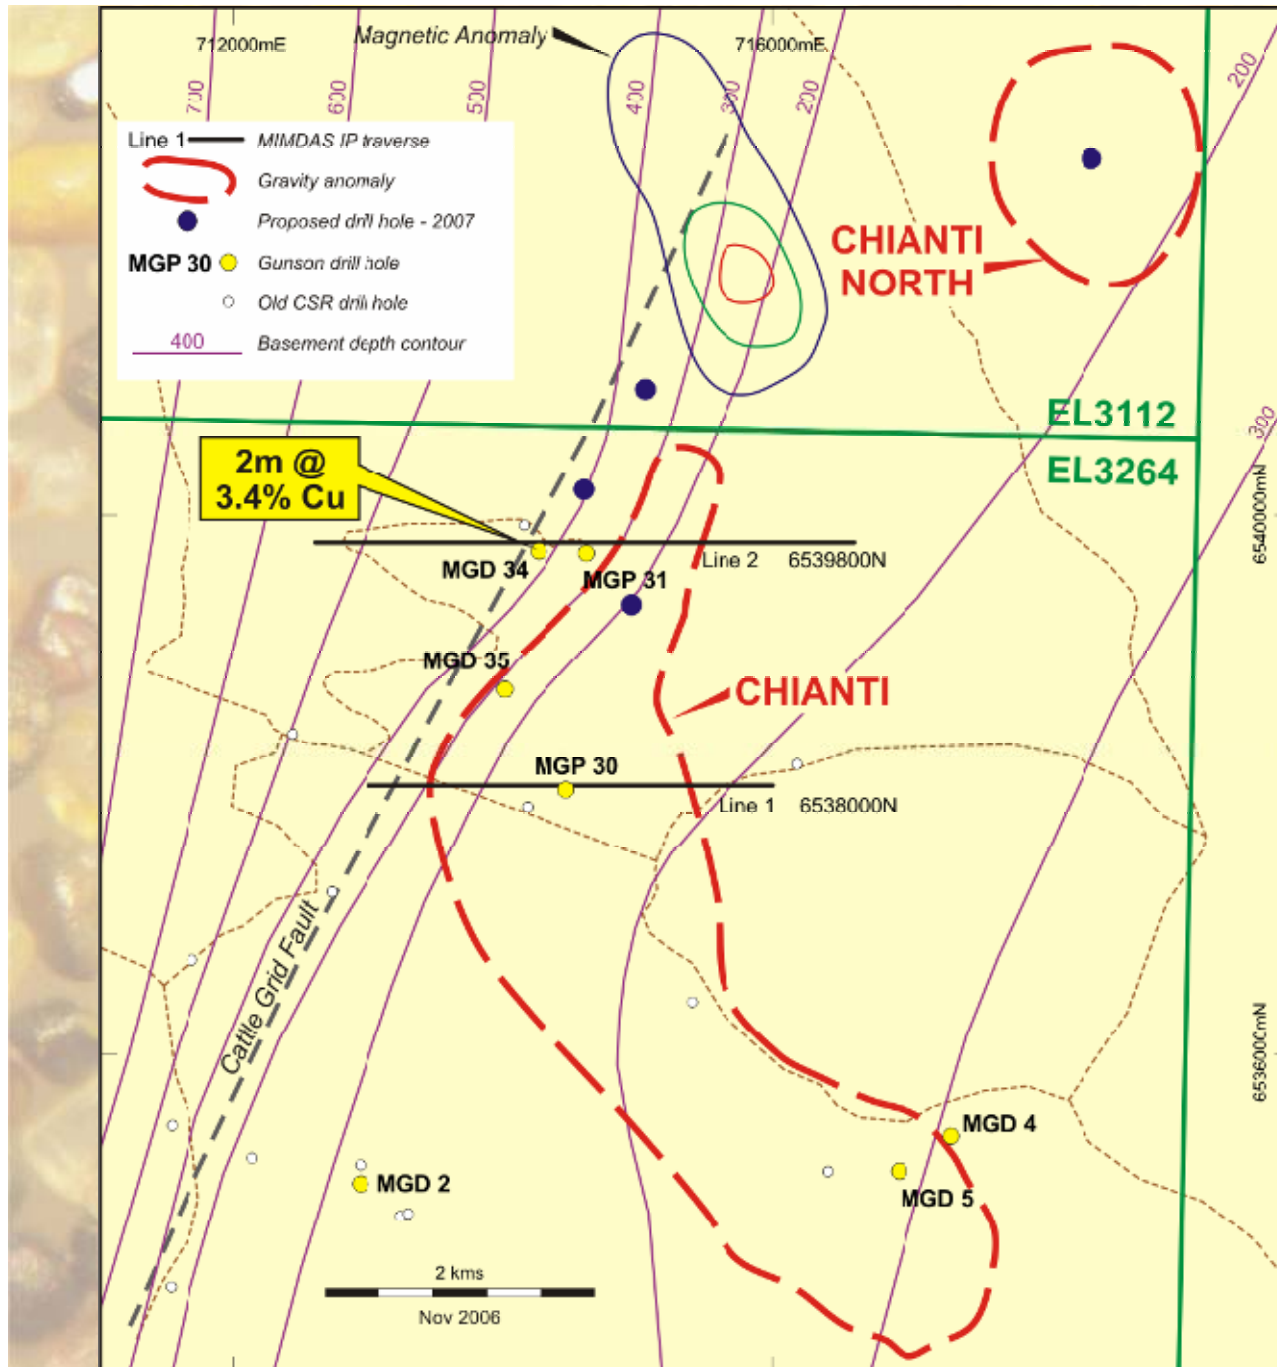 712000mE
Magnetic Anomaly
716000mE
700
600
500
400
300
200
200
Line 1
MIMDAS IP traverse
Gravity anomaly
Proposed drill hole - 2007
MGP 30
Gunson drill hole
Old CSR drill hole
400
Basement depth contour
CHIANTI
NORTH
EL3112
EL3264
300
2m @
3.4% Cu
6540000mN
MGD 34
MGP 31
Line 2
6539800N
MGD 35
CHIANTI
MGP 30
Line 1
6538000N
Cattle Grid Fault
6536000mN
MGD 4
MGD 5
MGD 2
2 kms
Nov 2006